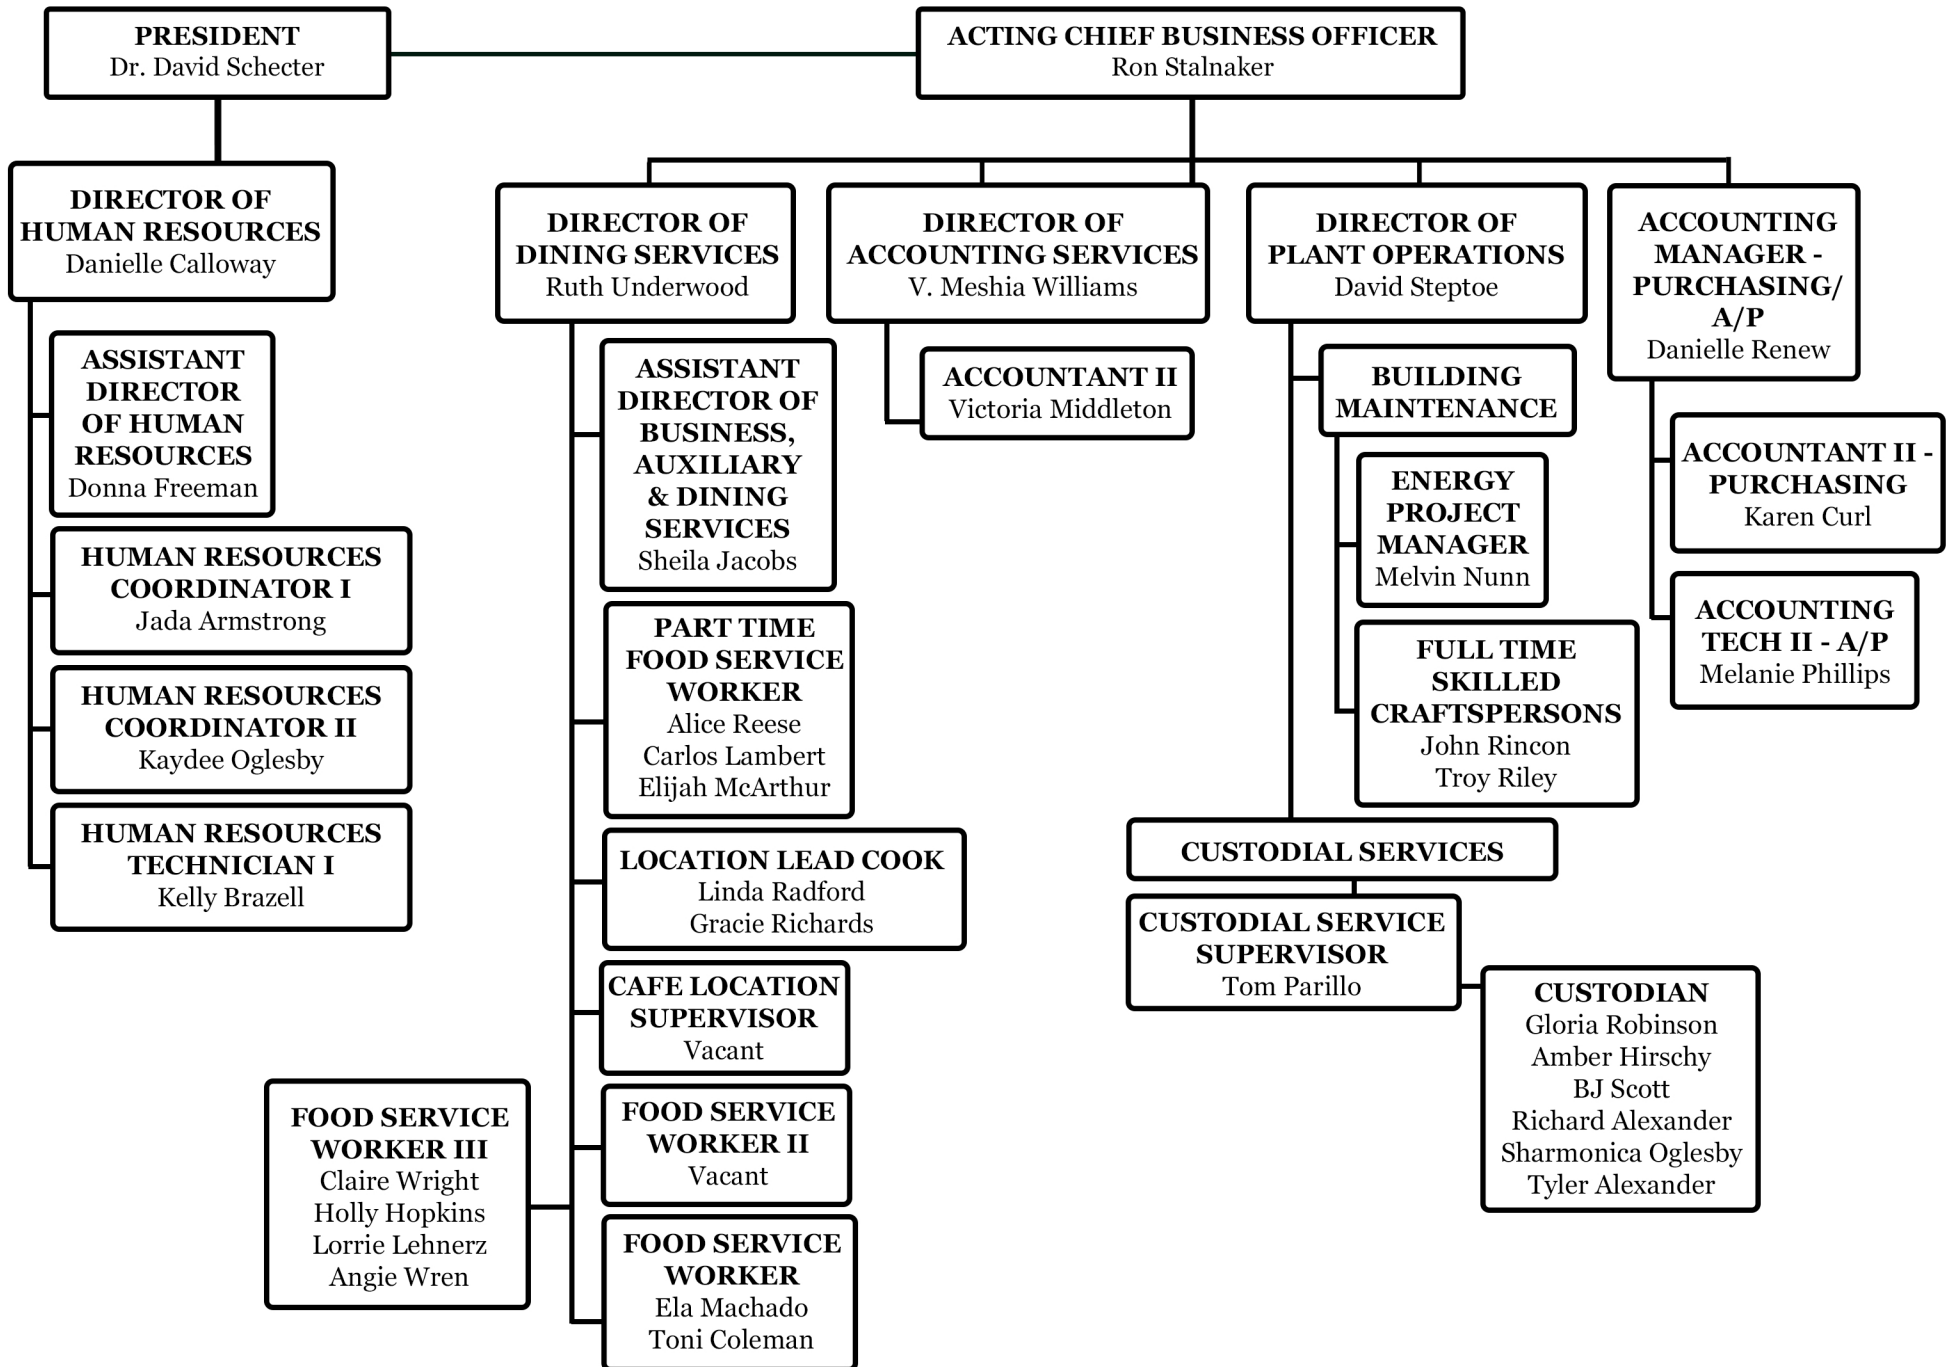 PRESIDENT
Dr. David Schecter
ACTING CHIEF BUSINESS OFFICER
Ron Stalnaker
DIRECTOR OF
HUMAN RESOURCES
Danielle Calloway
ASSISTANT
DIRECTOR
OF HUMAN
RESOURCES
Donna Freeman
HUMAN RESOURCES
COORDINATOR I
Jada Armstrong
HUMAN RESOURCES
COORDINATOR II
Kaydee Oglesby
HUMAN RESOURCES
TECHNICIAN I
Kelly Brazell
DIRECTOR OF
DINING SERVICES
Ruth Underwood
ASSISTANT
DIRECTOR OF
BUSINESS,
AUXILIARY
& DINING
SERVICES
Sheila Jacobs
PART TIME
FOOD SERVICE
WORKER
Alice Reese
Carlos Lambert
Elijah McArthur
LOCATION LEAD COOK
Linda Radford
Gracie Richards
CAFE LOCATION
SUPERVISOR
Vacant
FOOD SERVICE
WORKER II
Vacant
FOOD SERVICE
WORKER III
Claire Wright
Holly Hopkins
Lorrie Lehnerz
Angie Wren
FOOD SERVICE
WORKER
Ela Machado
Toni Coleman
DIRECTOR OF
ACCOUNTING SERVICES
V. Meshia Williams
ACCOUNTANT II
Victoria Middleton
DIRECTOR OF
PLANT OPERATIONS
David Steptoe
BUILDING
MAINTENANCE
ENERGY
PROJECT
MANAGER
Melvin Nunn
FULL TIME
SKILLED
CRAFTSPERSONS
John Rincon
Troy Riley
CUSTODIAL SERVICES
CUSTODIAL SERVICE
SUPERVISOR
Tom Parillo
CUSTODIAN
Gloria Robinson
Amber Hirschy
BJ Scott
Richard Alexander
Sharmonica Oglesby
Tyler Alexander
ACCOUNTING
MANAGER -
PURCHASING/
A/P
Danielle Renew
ACCOUNTANT II -
PURCHASING
Karen Curl
ACCOUNTING
TECH II - A/P
Melanie Phillips